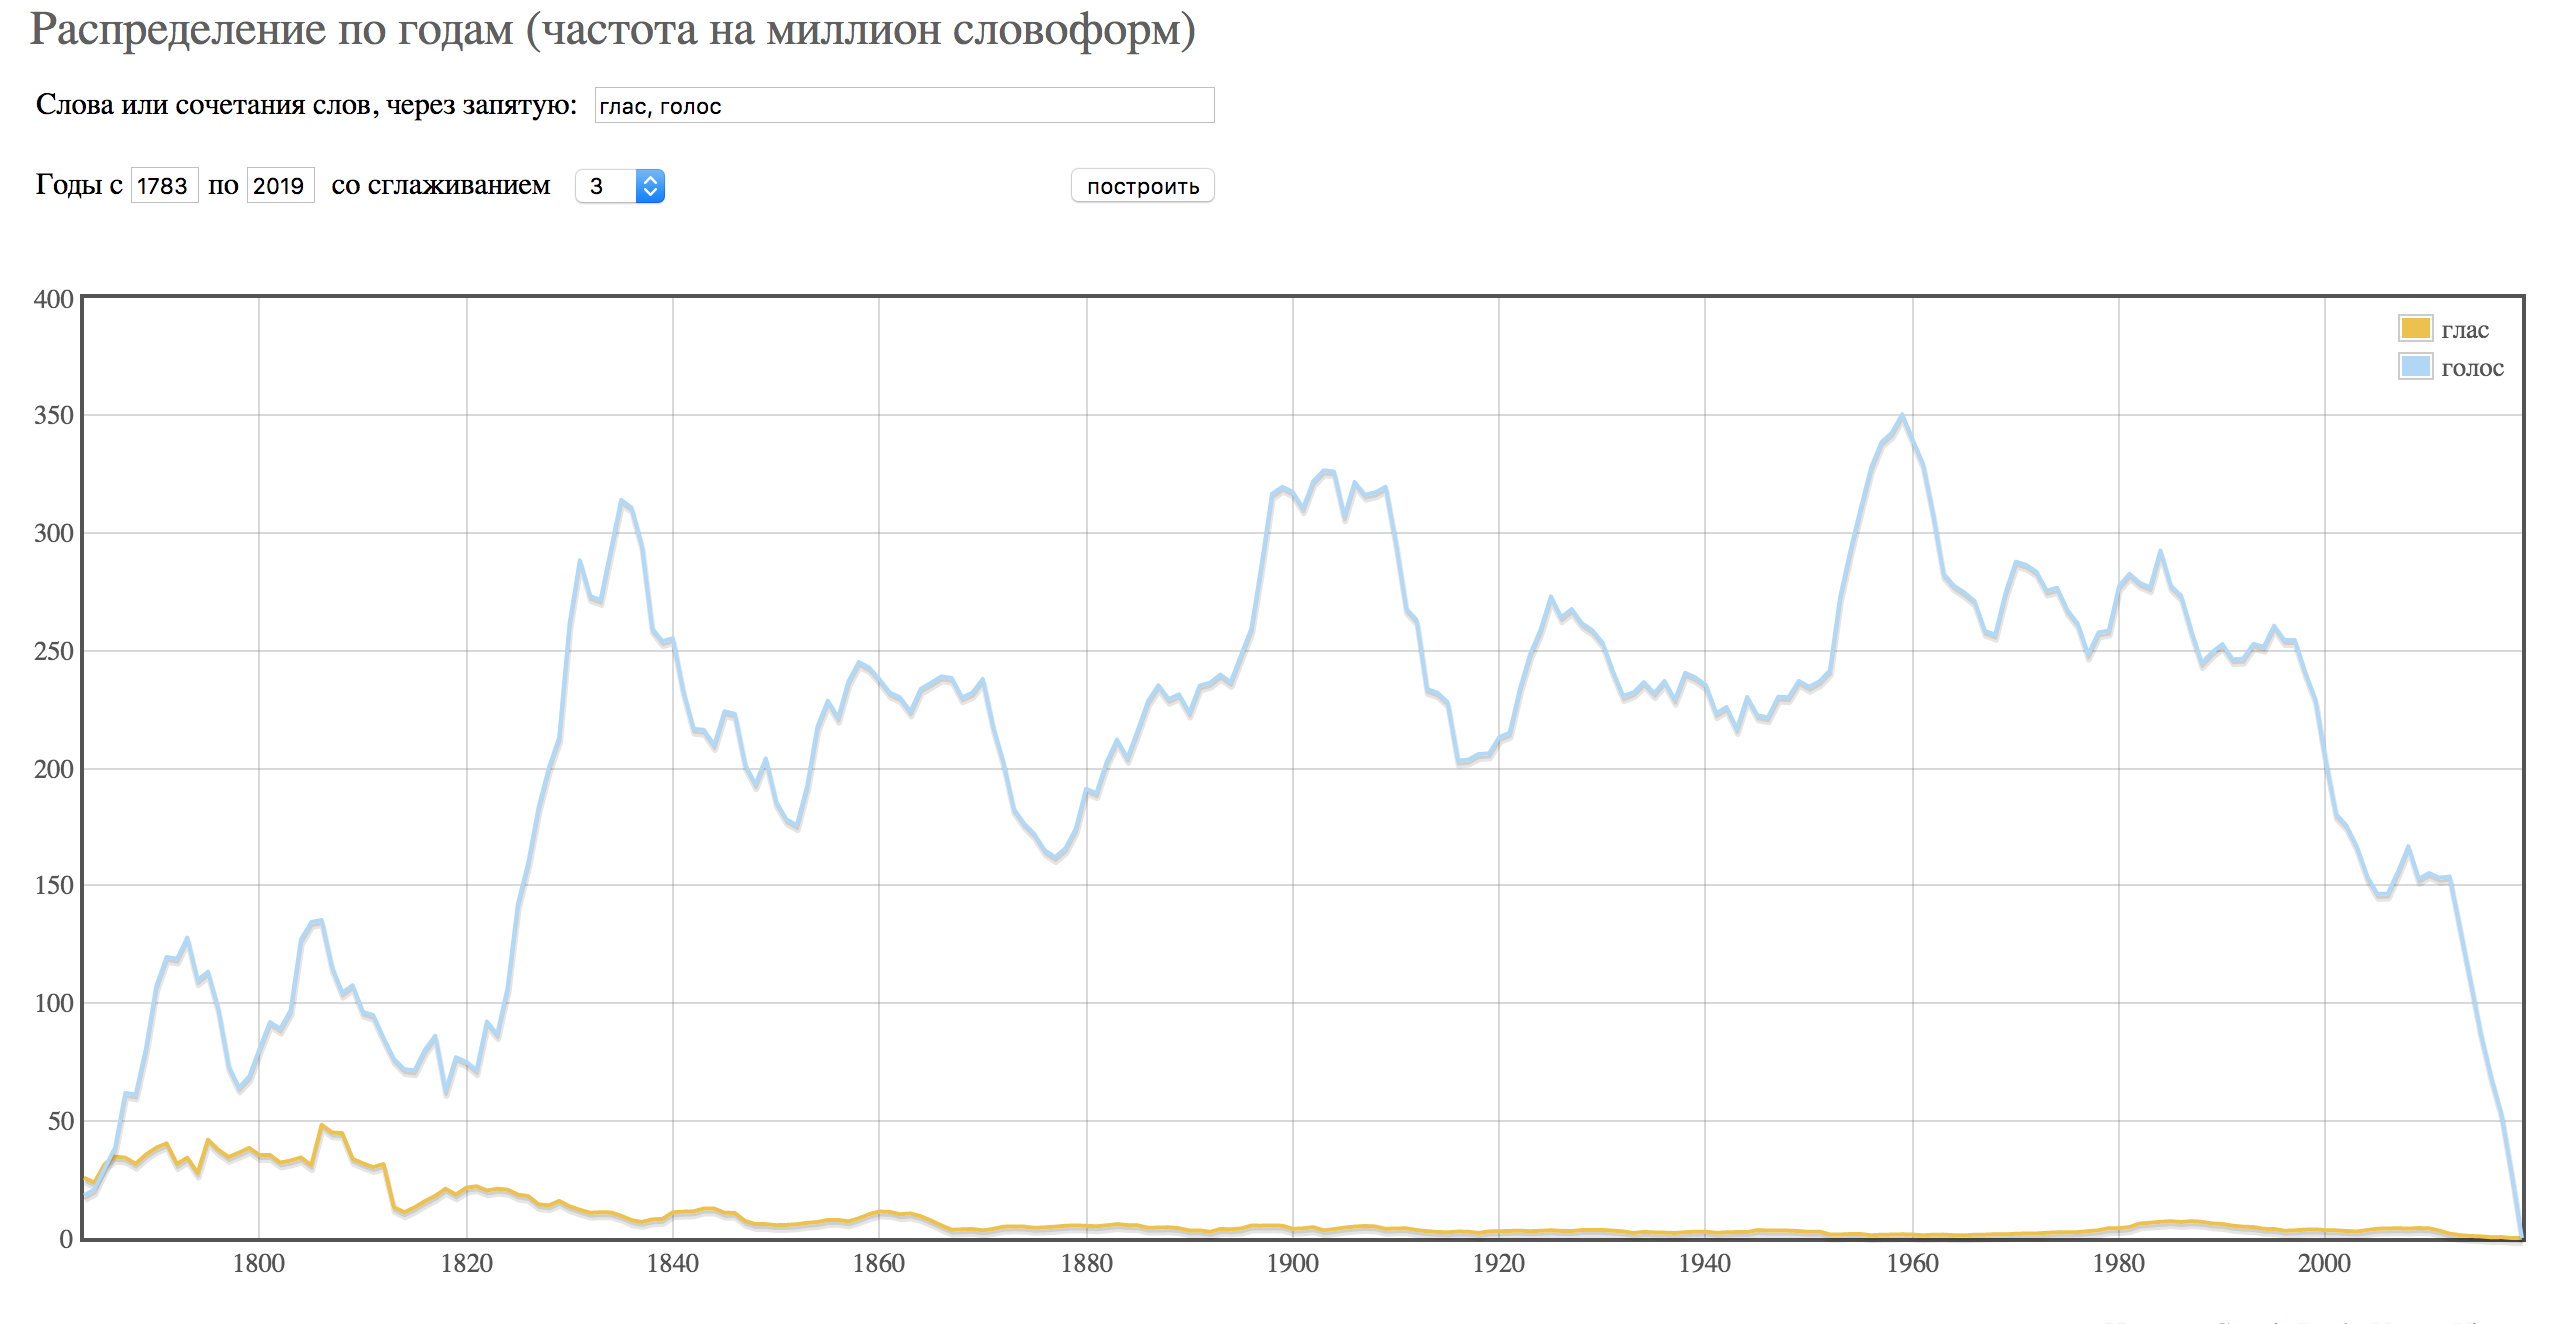 Распределение по годам (частота на миллион словоформ)
Слова или сочетания слов, через запятую: глас, голос
Годы с 1783 по 2019 со сглаживанием 3 построить
400
глас
голос
350
300
250
200
150
100
50
0
1800 1820 1840 1860 1880 1900 1920 1940 1960 1980 2000